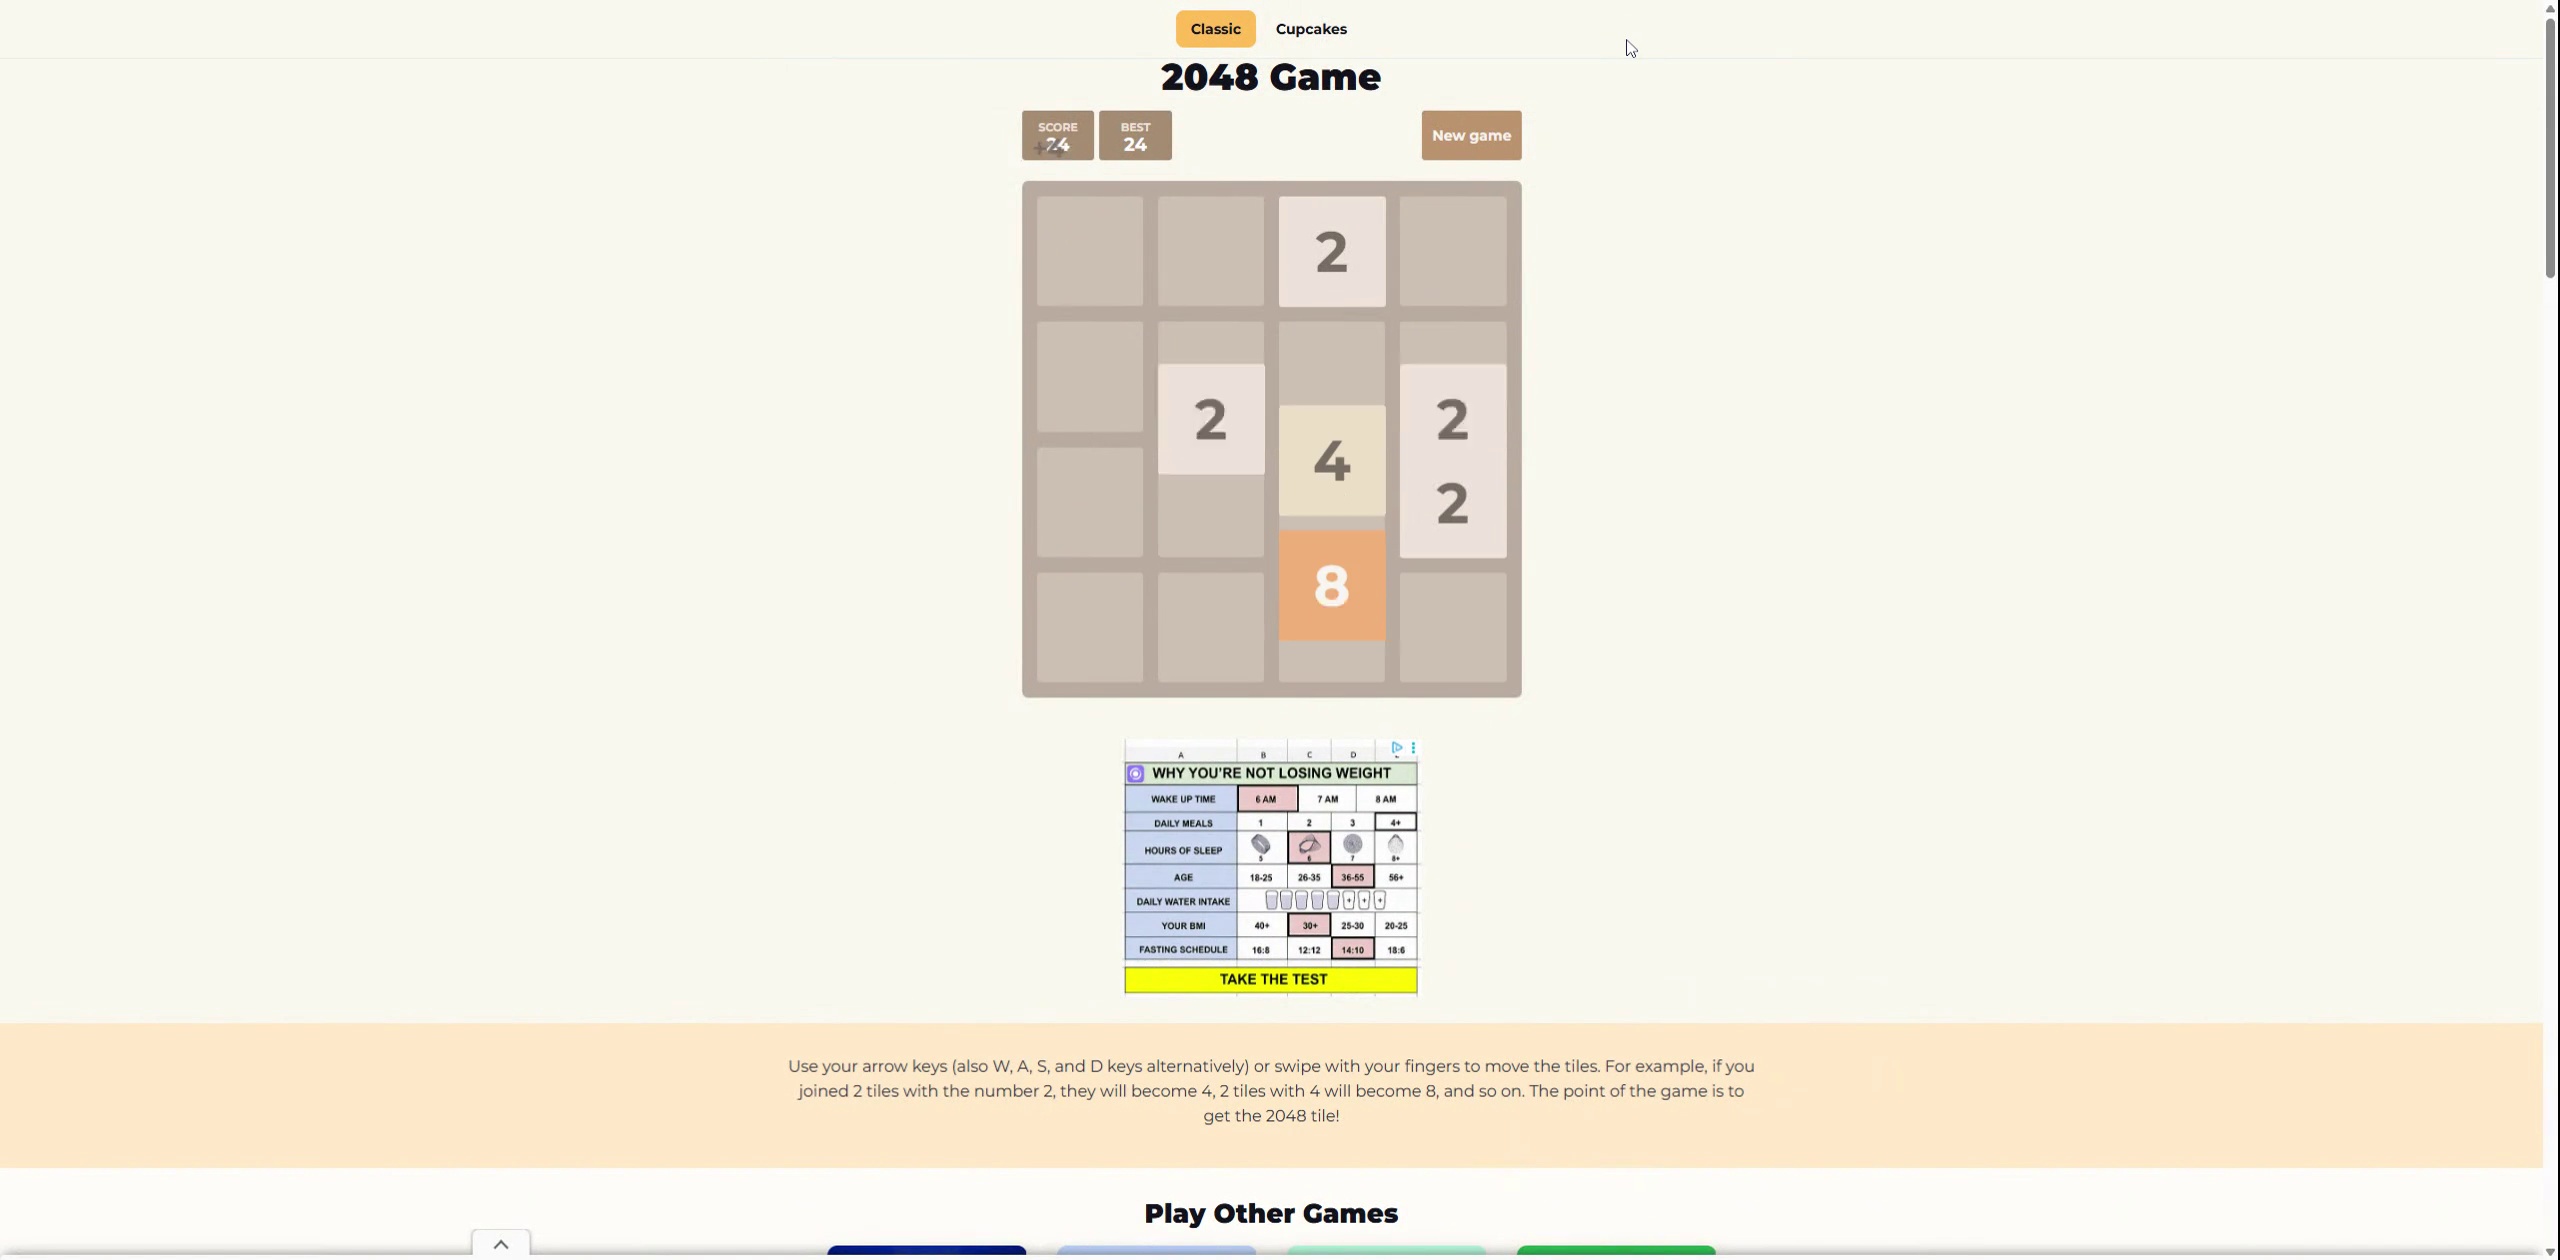 Classic Cupcakes
2048 Game
SCORE BEST
24 24
New game
2
2
4
2
2
8
A B C D
WHY YOU'RE NOT LOSING WEIGHT
WAKE UP TIME 6 AM 7 AM 8 AM
DAILY MEALS 1 2 3 4+
HOURS OF SLEEP 5 6 7 8+
AGE 18-25 26-35 36-55 56+
DAILY WATER INTAKE + + +
YOUR BMI 40+ 30+ 25-30 20-25
FASTING SCHEDULE 16:8 12:12 14:10 18:6
TAKE THE TEST
Use your arrow keys (also W, A, S, and D keys alternatively) or swipe with your fingers to move the tiles. For example, if you
joined 2 tiles with the number 2, they will become 4, 2 tiles with 4 will become 8, and so on. The point of the game is to
get the 2048 tile!
Play Other Games